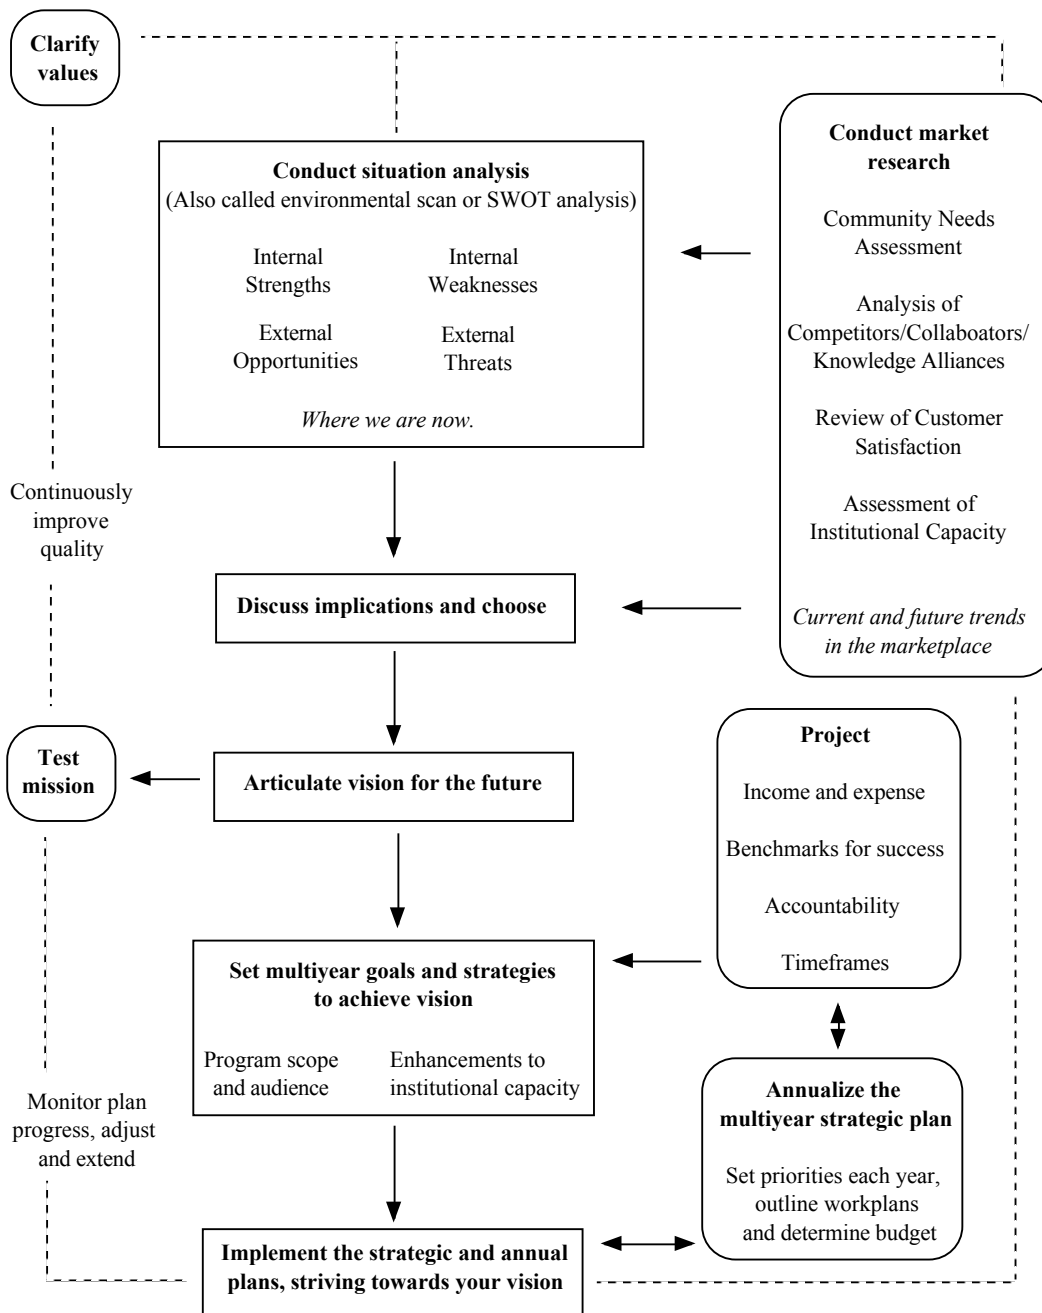 Clarify
values
Conduct situation analysis
(Also called environmental scan or SWOT analysis)
Internal
Strengths
Internal
Weaknesses
External
Opportunities
External
Threats
Where we are now.
Conduct market
research
Community Needs
Assessment
Analysis of
Competitors/Collaboators/
Knowledge Alliances
Review of Customer
Satisfaction
Assessment of
Institutional Capacity
Current and future trends
in the marketplace
Continuously
improve
quality
Discuss implications and choose
Test
mission
Articulate vision for the future
Project
Income and expense
Benchmarks for success
Accountability
Timeframes
Set multiyear goals and strategies
to achieve vision
Program scope
and audience
Enhancements to
institutional capacity
Monitor plan
progress, adjust
and extend
Annualize the
multiyear strategic plan
Set priorities each year,
outline workplans
and determine budget
Implement the strategic and annual
plans, striving towards your vision